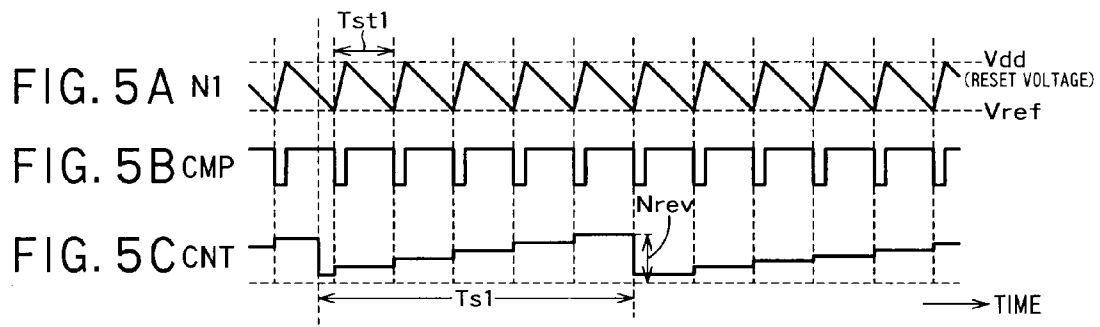 Tst1
FIG. 5A N1
Vdd
(RESET VOLTAGE)
Vref
FIG. 5B CMP
Nrev
FIG. 5C CNT
Ts1
TIME